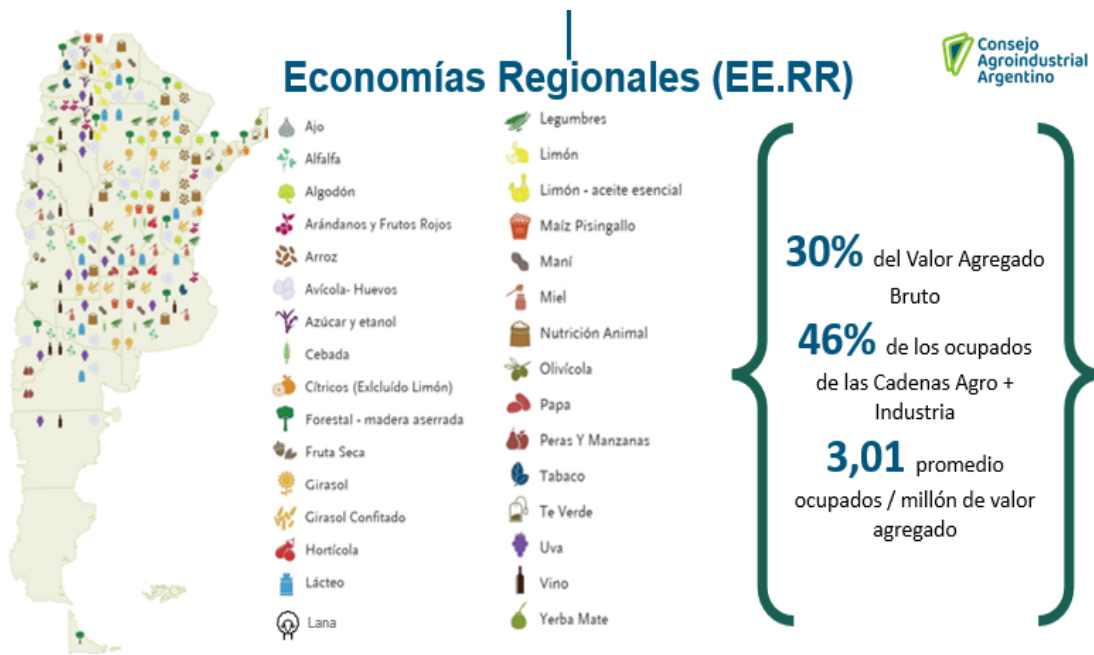 Economías Regionales (EE.RR)
Consejo
Agroindustrial
Argentino
Ajo
Alfalfa
Algodón
Arándanos y Frutos Rojos
Arroz
Avícola- Huevos
Azúcar y etanol
Cebada
Cítricos (Exlcluído Limón)
Forestal - madera aserrada
Fruta Seca
Girasol
Girasol Confitado
Hortícola
Lácteo
Lana
Legumbres
Limón
Limón - aceite esencial
Maíz Pisingallo
Maní
Miel
Nutrición Animal
Olivícola
Papa
Peras Y Manzanas
Tabaco
Te Verde
Uva
Vino
Yerba Mate
30% del Valor Agregado
Bruto
46% de los ocupados
de las Cadenas Agro +
Industria
3,01 promedio
ocupados / millón de valor
agregado